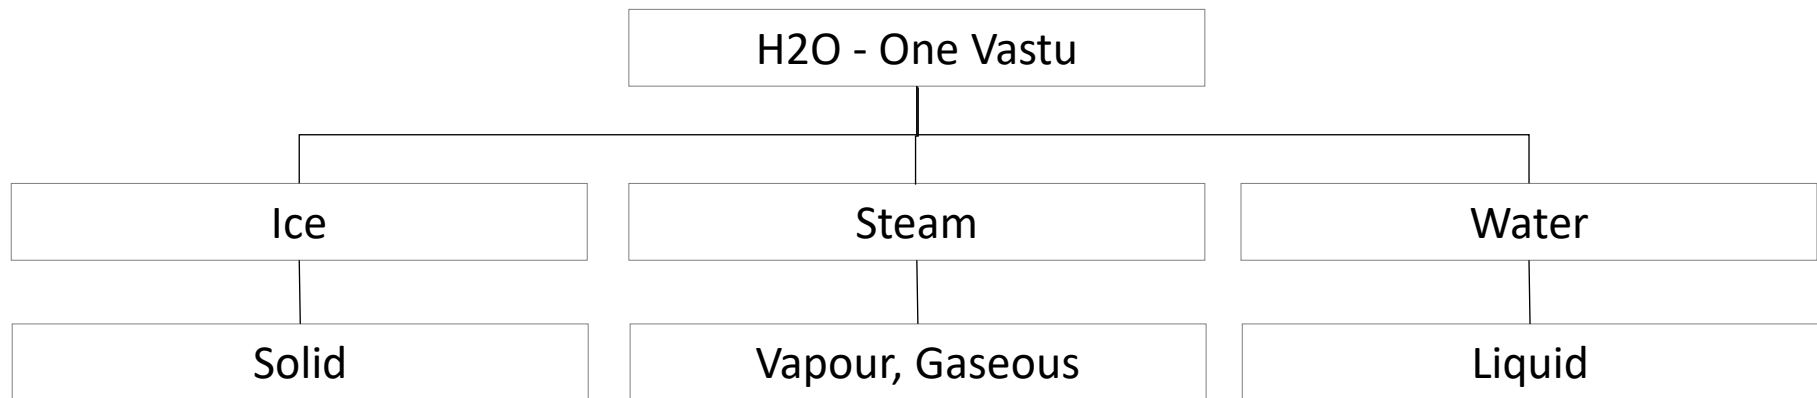 H2O - One Vastu
Ice
Steam
Water
Solid
Vapour, Gaseous
Liquid